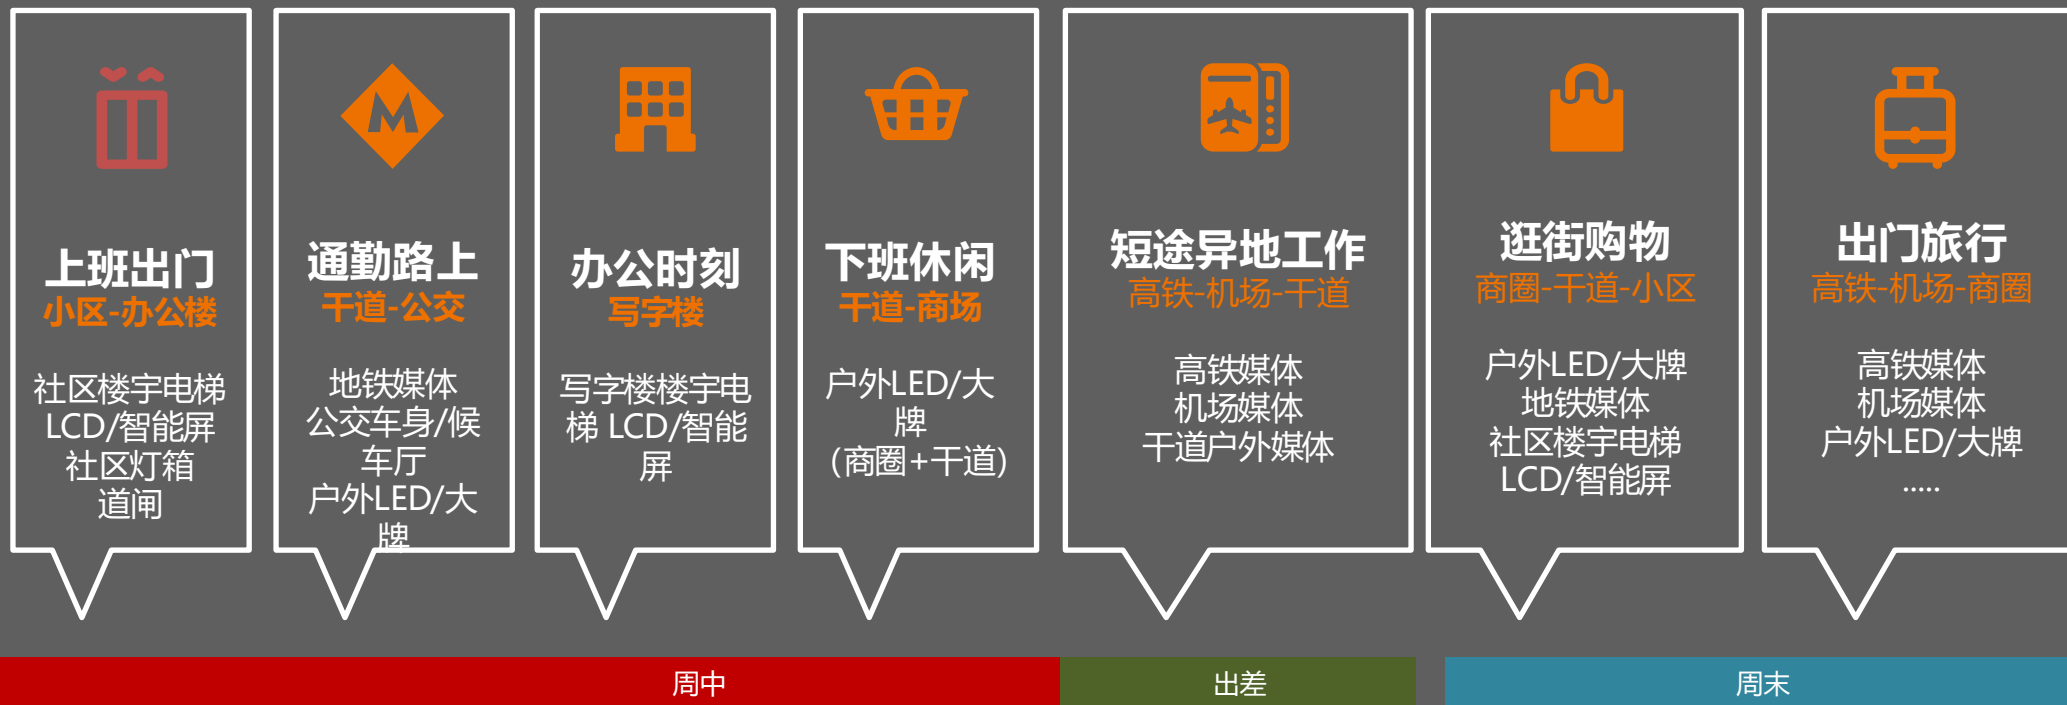 上班出门
小区-办公楼
社区楼宇电梯
LCD/智能屏
社区灯箱
道闸
M
通勤路上
干道-公交
地铁媒体
公交车身/候
车厅
户外LED/大
牌
办公时刻
写字楼
写字楼楼宇电
梯 LCD/智能
屏
下班休闲
干道-商场
户外LED/大
牌
（商圈+干道）
短途异地工作
高铁-机场-干道
高铁媒体
机场媒体
干道户外媒体
逛街购物
商圈-干道-小区
户外LED/大牌
地铁媒体
社区楼宇电梯
LCD/智能屏
出门旅行
高铁-机场-商圈
高铁媒体
机场媒体
户外LED/大牌
.....
周中
出差
周末